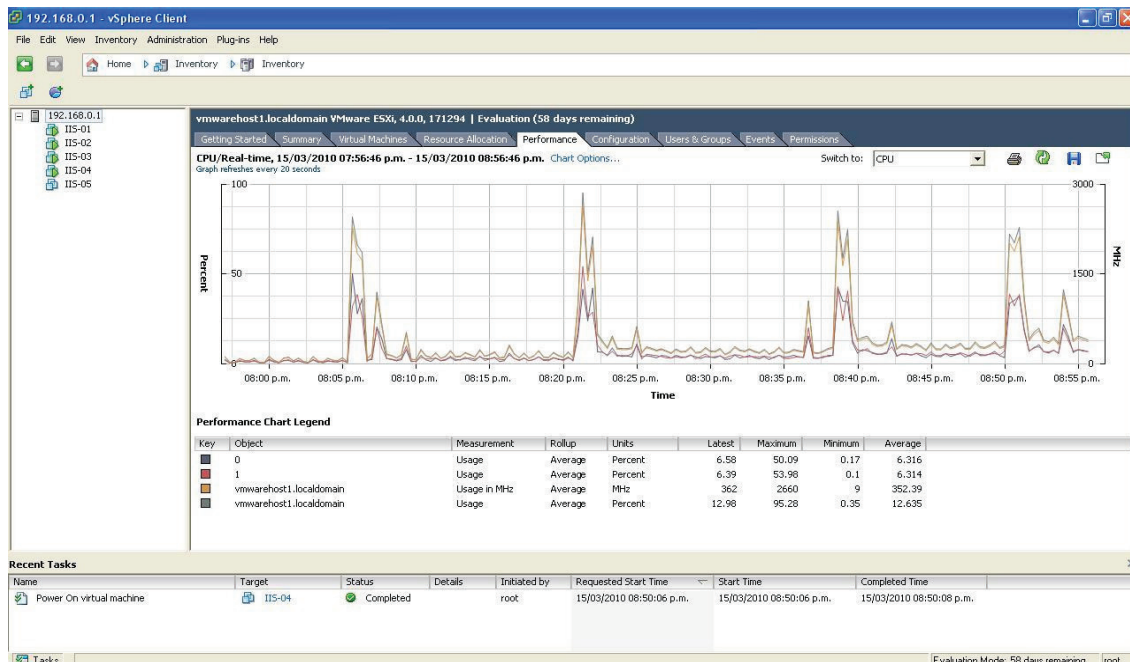 192.168.0.1 - vSphere Client
File Edit View Inventory Administration Plug-ins Help
Home Inventory Inventory
192.168.0.1
IIS-01
IIS-02
IIS-03
IIS-04
IIS-05
vmwarehost1.localdomain VMware ESXi, 4.0.0, 171294 | Evaluation (58 days remaining)
Getting Started Summary Virtual Machines Resource Allocation Performance Configuration Users & Groups Events Permissions
CPU/Real-time, 15/03/2010 07:56:46 p.m. - 15/03/2010 08:56:46 p.m. Chart Options... Switch to: CPU
Graph refreshes every 20 seconds
100 3000
Percent 50 1500 MHz
0 0
08:00 p.m. 08:05 p.m. 08:10 p.m. 08:15 p.m. 08:20 p.m. 08:25 p.m. 08:30 p.m. 08:35 p.m. 08:40 p.m. 08:45 p.m. 08:50 p.m. 08:55 p.m.
Time
Performance Chart Legend
Key Object Measurement Rollup Units Latest Maximum Minimum Average
0 Usage Average Percent 6.58 50.09 0.17 6.316
1 Usage Average Percent 6.39 53.98 0.1 6.314
vmwarehost1.localdomain Usage in MHz Average MHz 362 2660 9 352.39
vmwarehost1.localdomain Usage Average Percent 12.98 95.28 0.35 12.635
Recent Tasks
Name Target Status Details Initiated by Requested Start Time Start Time Completed Time
Power On virtual machine IIS-04 Completed root 15/03/2010 08:50:06 p.m. 15/03/2010 08:50:06 p.m. 15/03/2010 08:50:08 p.m.
Tasks Evaluation Mode: 58 days remaining root